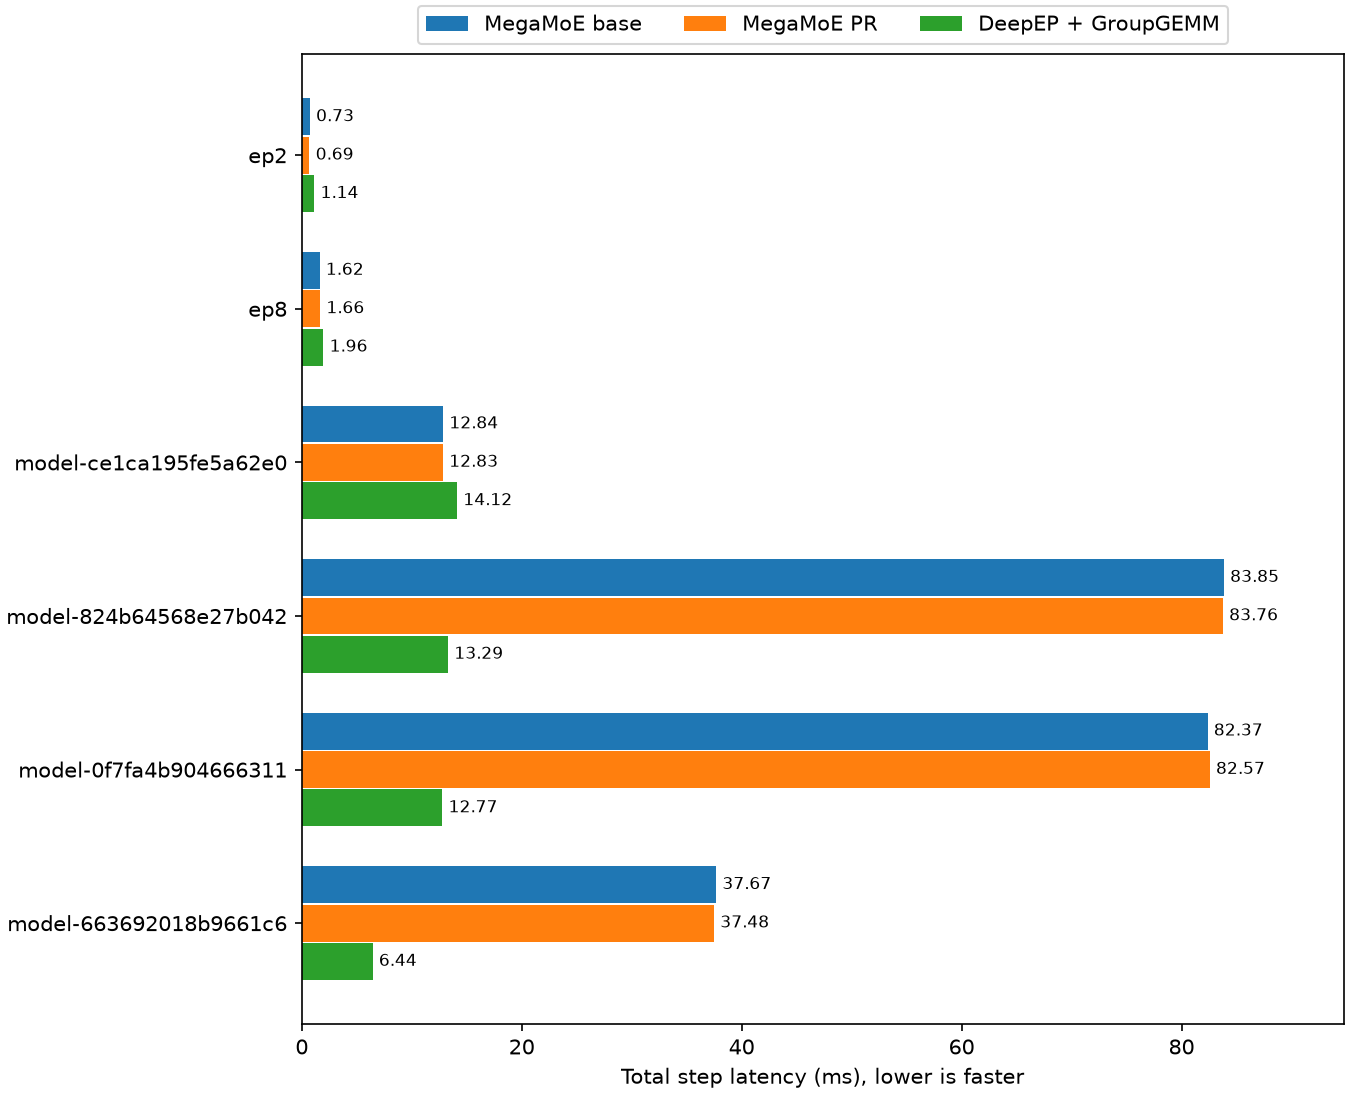 MegaMoE base MegaMoE PR DeepEP + GroupGEMM
ep2
0.73
0.69
1.14
ep8
1.62
1.66
1.96
model-ce1ca195fe5a62e0
12.84
12.83
14.12
model-824b64568e27b042
83.85
83.76
13.29
model-0f7fa4b904666311
82.37
82.57
12.77
model-663692018b9661c6
37.67
37.48
6.44
0 20 40 60 80
Total step latency (ms), lower is faster